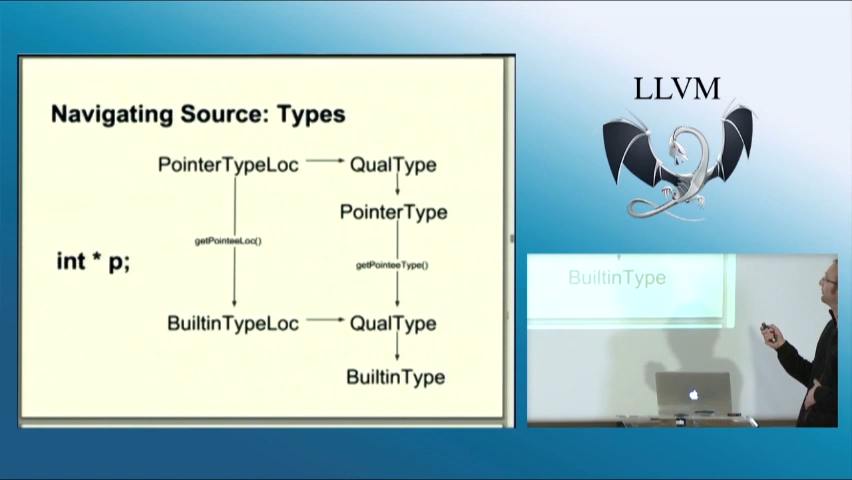 Navigating Source: Types
PointerTypeLoc QualType
PointerType
getPointeeLoc()
int * p;
getPointeeType()
BuiltinTypeLoc QualType
BuiltinType
LLVM
BuiltinType